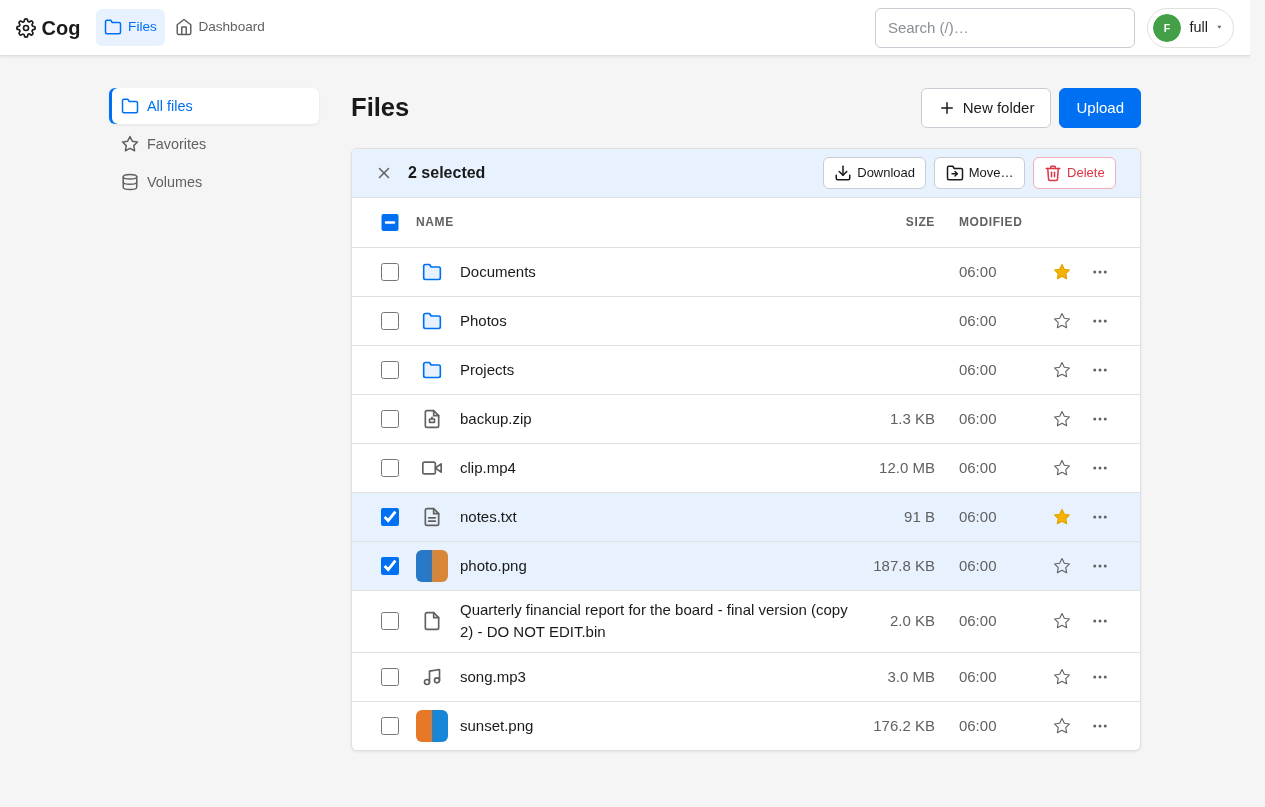 Cog Files Dashboard Search (/)… F full
All files
Favorites
Volumes
Files New folder Upload
2 selected Download Move… Delete
NAME SIZE MODIFIED
Documents 06:00
Photos 06:00
Projects 06:00
backup.zip 1.3 KB 06:00
clip.mp4 12.0 MB 06:00
notes.txt 91 B 06:00
photo.png 187.8 KB 06:00
Quarterly financial report for the board - final version (copy
2) - DO NOT EDIT.bin 2.0 KB 06:00
song.mp3 3.0 MB 06:00
sunset.png 176.2 KB 06:00